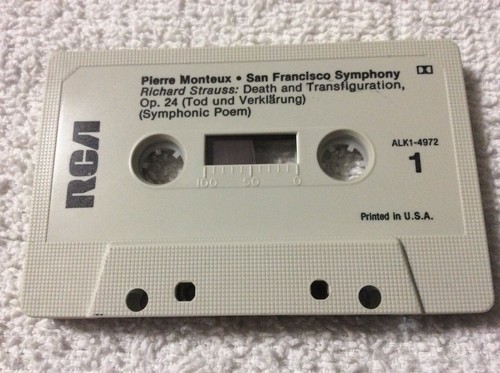 Pierre Monteux • San Francisco Symphony
Richard Strauss: Death and Transfiguration,
Op. 24 (Tod und Verklärung)
(Symphonic Poem)
RCA
ALK1-4972
1
100 50 0
Printed in U.S.A.